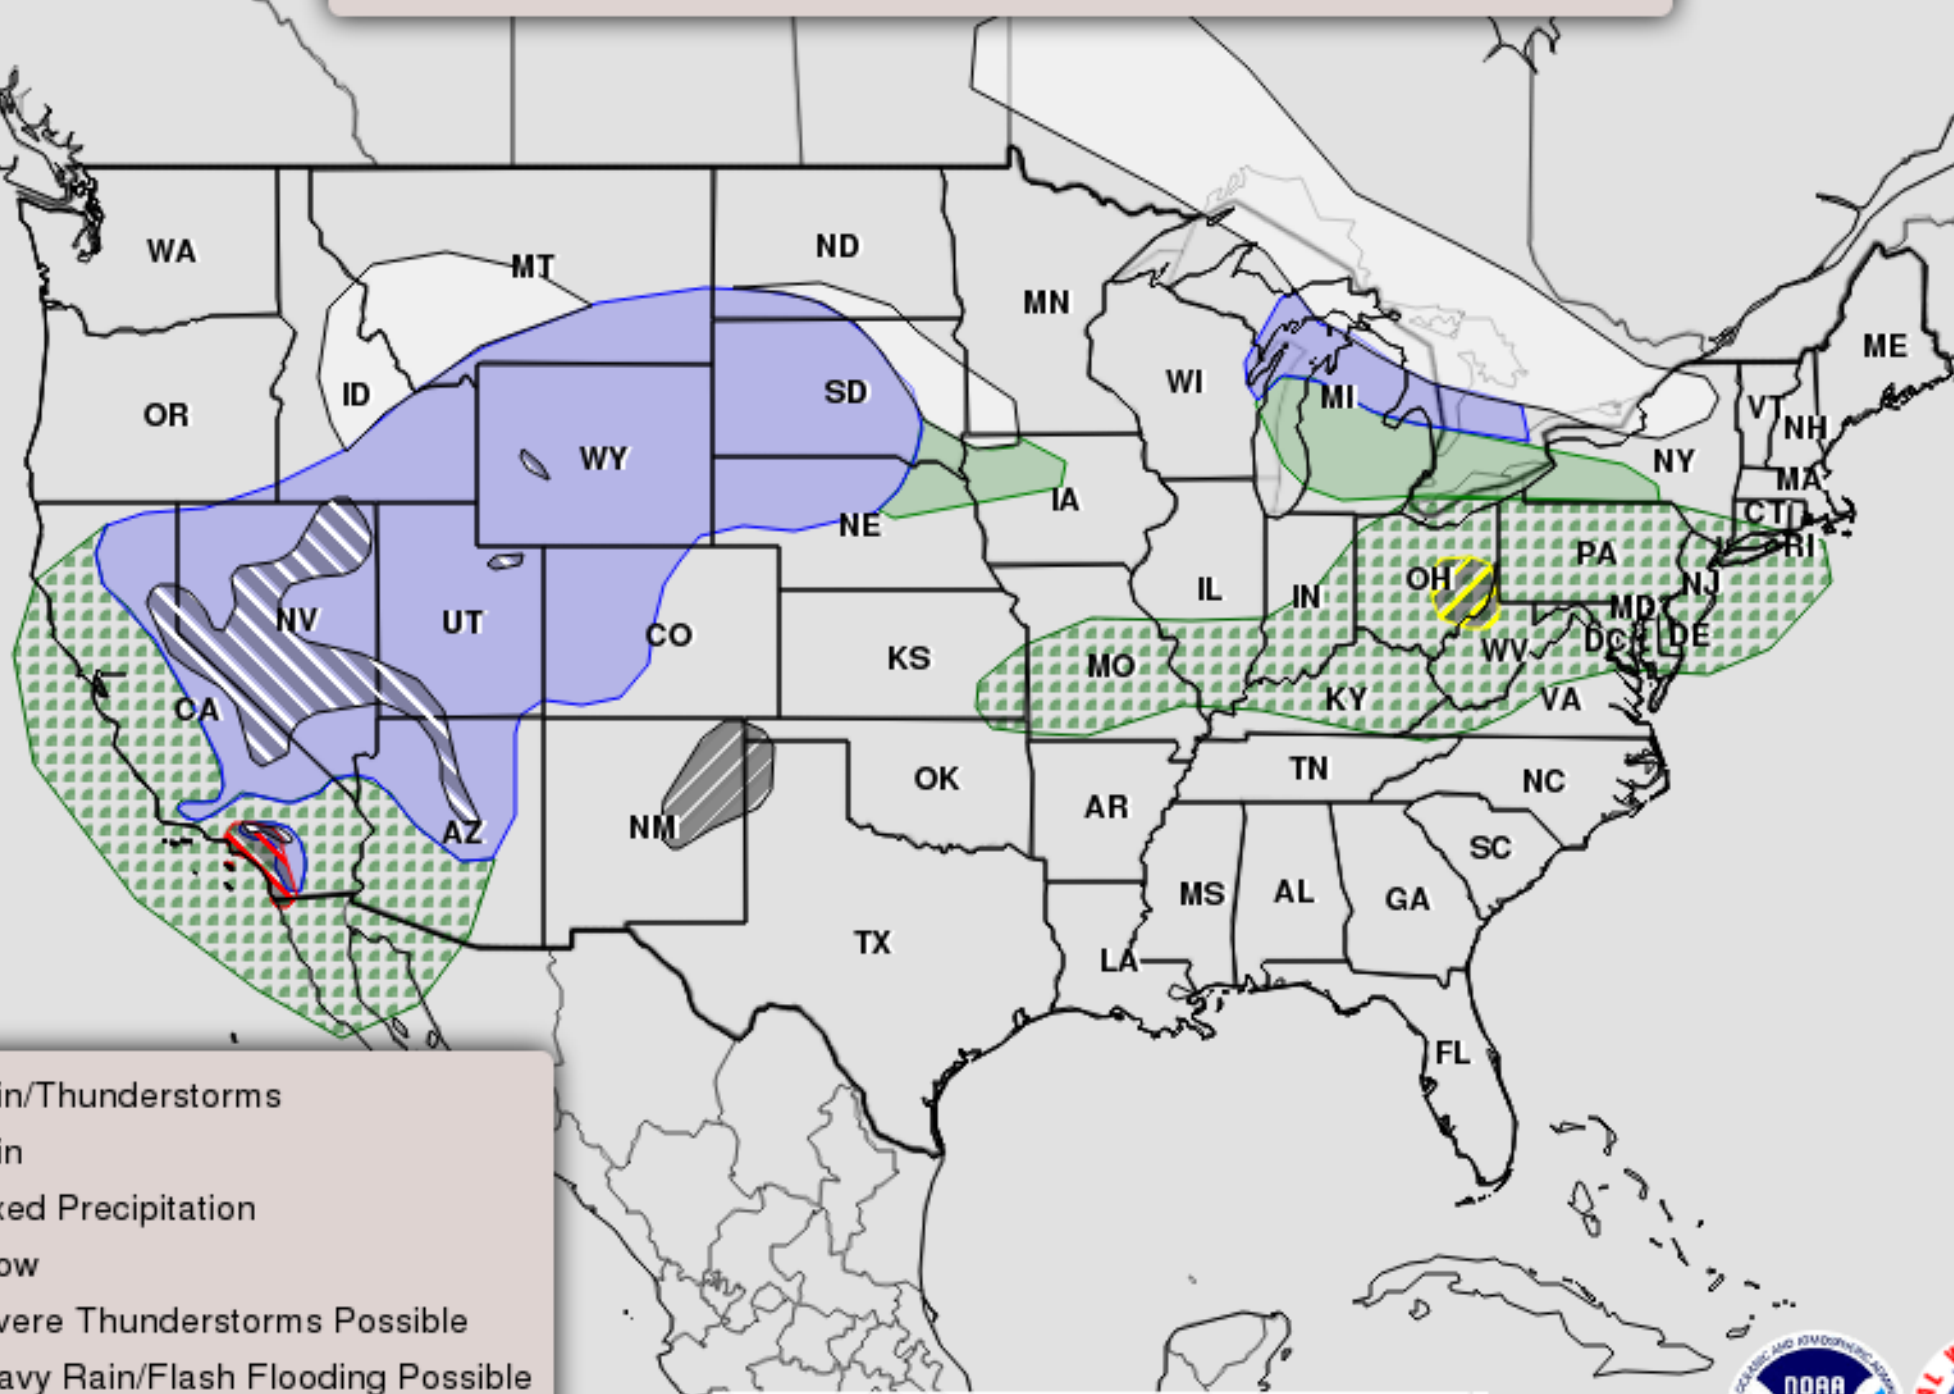 ND
WA
MT
MN
ME
OR
ID
SD
WI
MI
VT
NH
WY
NY
MA
IA
CT
NE
RI
PA
OH
NJ
IL
IN
MD
NV
UT
CO
DC
DE
KS
MO
WV
CA
KY
VA
OK
TN
NC
NM
AZ
AR
SC
MS
AL
GA
TX
LA
FL
in/Thunderstorms
in
xed Precipitation
ow
vere Thunderstorms Possible
avy Rain/Flash Flooding Possible
NOAA